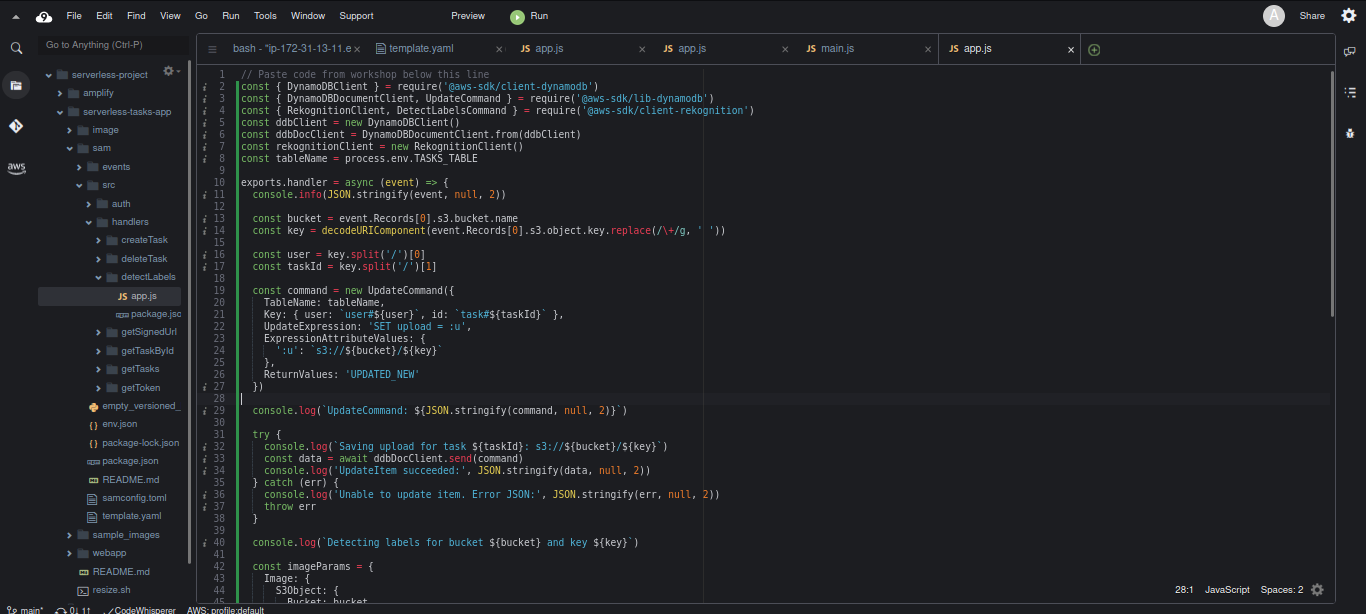 File Edit Find View Go Run Tools Window Support Preview Run A Share
Go to Anything (Ctrl-P)
bash - "ip-172-31-13-11.e × template.yaml × JS app.js × JS app.js × JS main.js × JS app.js ×
serverless-project
amplify
serverless-tasks-app
image
sam
events
src
auth
handlers
createTask
deleteTask
detectLabels
JS app.js
package.jsc
getSignedUrl
getTaskById
getTasks
getToken
empty_versioned_
{} env.json
{} package-lock.json
package.json
README.md
samconfig.toml
template.yaml
sample_images
webapp
README.md
resize.sh
aws
1 // Paste code from workshop below this line
2 const { DynamoDBClient } = require('@aws-sdk/client-dynamodb')
3 const { DynamoDBDocumentClient, UpdateCommand } = require('@aws-sdk/lib-dynamodb')
4 const { RekognitionClient, DetectLabelsCommand } = require('@aws-sdk/client-rekognition')
5 const ddbClient = new DynamoDBClient()
6 const ddbDocClient = DynamoDBDocumentClient.from(ddbClient)
7 const rekognitionClient = new RekognitionClient()
8 const tableName = process.env.TASKS_TABLE
9
10 exports.handler = async (event) => {
11 console.info(JSON.stringify(event, null, 2))
12
13 const bucket = event.Records[0].s3.bucket.name
14 const key = decodeURIComponent(event.Records[0].s3.object.key.replace(/\+/g, ' '))
15
16 const user = key.split('/')[0]
17 const taskId = key.split('/')[1]
18
19 const command = new UpdateCommand({
20 TableName: tableName,
21 Key: { user: `user#${user}`, id: `task#${taskId}` },
22 UpdateExpression: 'SET upload = :u',
23 ExpressionAttributeValues: {
24 ':u': `s3://${bucket}/${key}`
25 },
26 ReturnValues: 'UPDATED_NEW'
27 })
28
29 console.log(`UpdateCommand: ${JSON.stringify(command, null, 2)}`)
30
31 try {
32 console.log(`Saving upload for task ${taskId}: s3://${bucket}/${key}`)
33 const data = await ddbDocClient.send(command)
34 console.log('UpdateItem succeeded:', JSON.stringify(data, null, 2))
35 } catch (err) {
36 console.log('Unable to update item. Error JSON:', JSON.stringify(err, null, 2))
37 throw err
38 }
39
40 console.log(`Detecting labels for bucket ${bucket} and key ${key}`)
41
42 const imageParams = {
43 Image: {
44 S3Object: {
45 Bucket: bucket
28:1 JavaScript Spaces: 2
main* 0↓ 1↑ CodeWhisperer AWS: profile:default